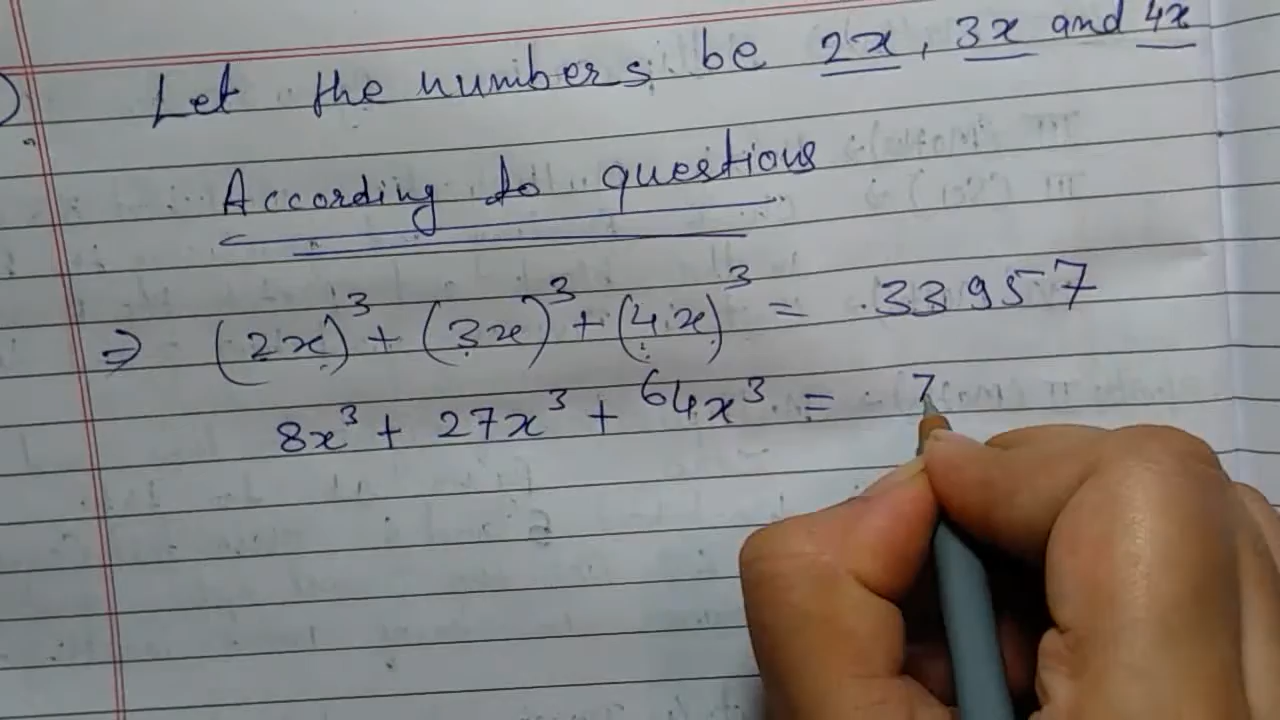 Let the numbers be 2x, 3x and 4x
According to questions
⇒ (2x)³ + (3x)³ + (4x)³ = 33957
8x³ + 27x³ + 64x³ =